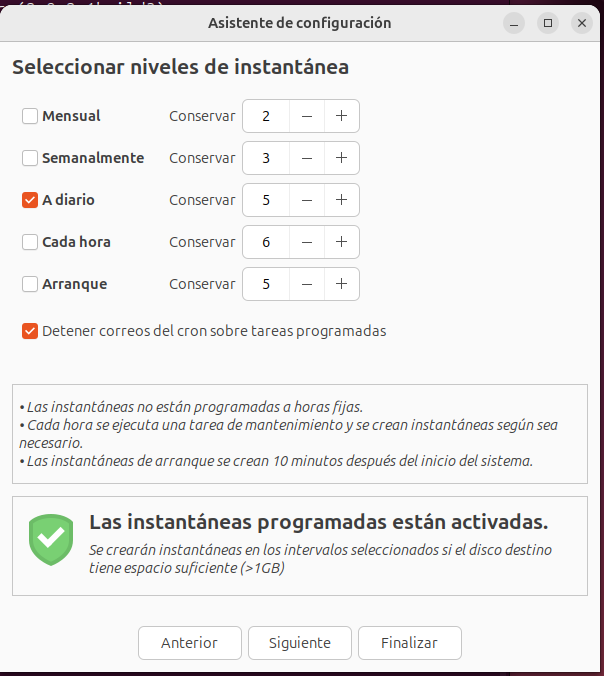 Asistente de configuración
Seleccionar niveles de instantánea
Mensual Conservar 2 − +
Semanalmente Conservar 3 − +
A diario Conservar 5 − +
Cada hora Conservar 6 − +
Arranque Conservar 5 − +
Detener correos del cron sobre tareas programadas
• Las instantáneas no están programadas a horas fijas.
• Cada hora se ejecuta una tarea de mantenimiento y se crean instantáneas según sea
necesario.
• Las instantáneas de arranque se crean 10 minutos después del inicio del sistema.
Las instantáneas programadas están activadas.
Se crearán instantáneas en los intervalos seleccionados si el disco destino
tiene espacio suficiente (>1GB)
Anterior Siguiente Finalizar